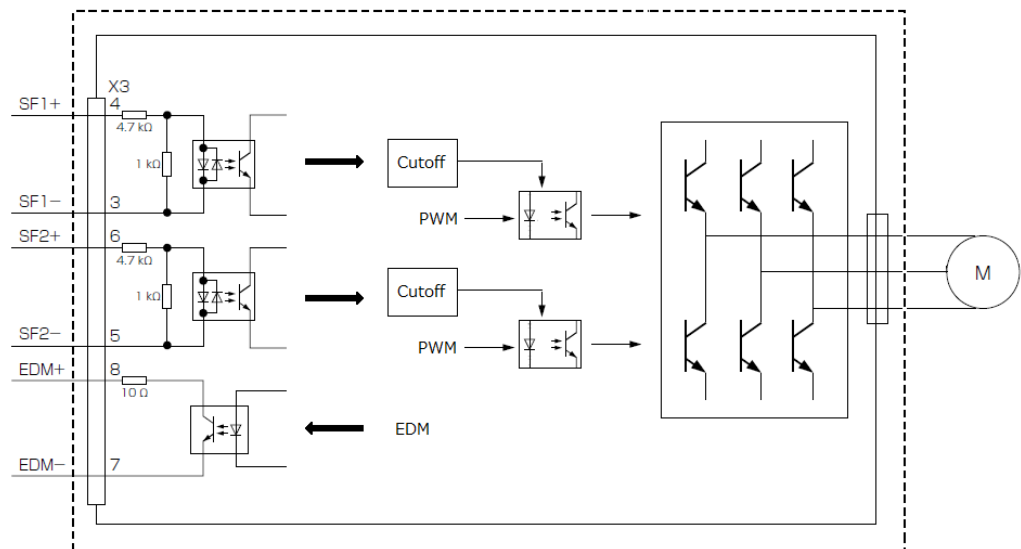 X3
SF1+ 4
4.7 kΩ
1 kΩ
SF1− 3
SF2+ 6
4.7 kΩ
1 kΩ
SF2− 5
EDM+ 8
10 Ω
EDM− 7
Cutoff
PWM
Cutoff
PWM
EDM
M